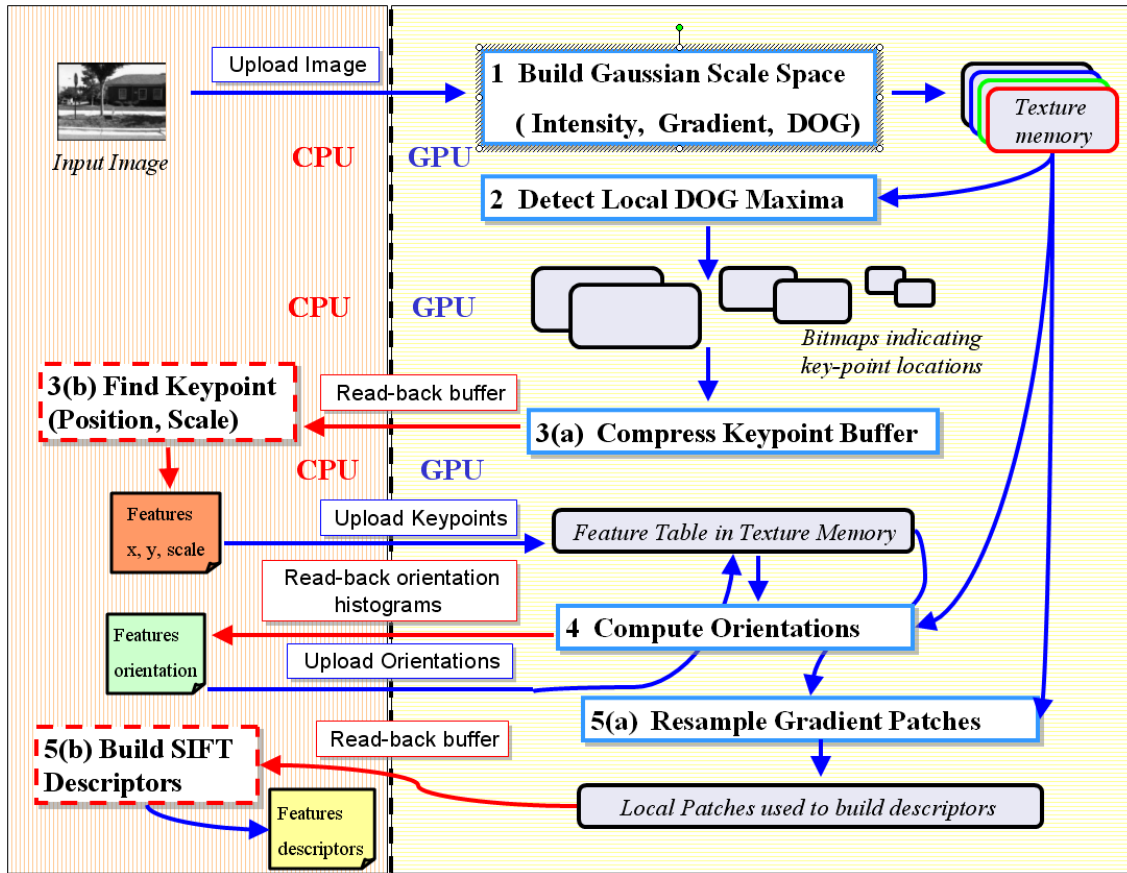 Upload Image
1 Build Gaussian Scale Space
( Intensity, Gradient, DOG)
Texture
memory
Input Image
CPU
GPU
2 Detect Local DOG Maxima
CPU
GPU
Bitmaps indicating
key-point locations
3(b) Find Keypoint
(Position, Scale)
Read-back buffer
3(a) Compress Keypoint Buffer
CPU
GPU
Features
x, y, scale
Upload Keypoints
Feature Table in Texture Memory
Read-back orientation
histograms
Features
orientation
4 Compute Orientations
Upload Orientations
5(a) Resample Gradient Patches
5(b) Build SIFT
Descriptors
Read-back buffer
Local Patches used to build descriptors
Features
descriptors